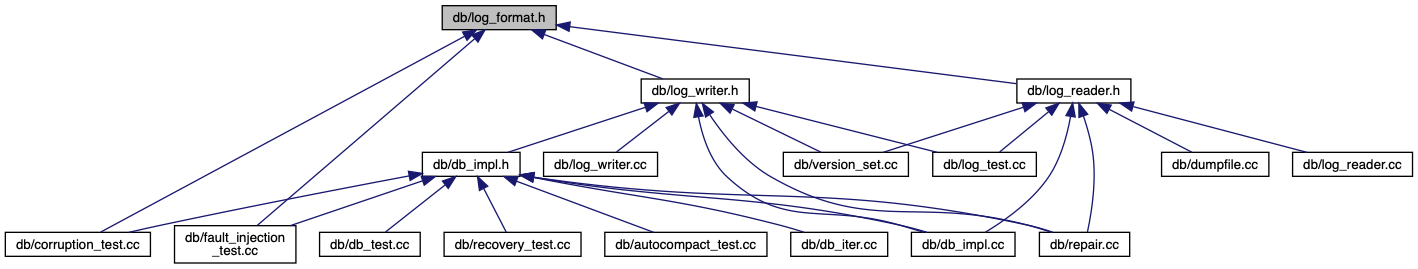 db/log_format.h
db/log_writer.h
db/log_reader.h
db/db_impl.h
db/log_writer.cc
db/version_set.cc
db/log_test.cc
db/dumpfile.cc
db/log_reader.cc
db/corruption_test.cc
db/fault_injection
_test.cc
db/db_test.cc
db/recovery_test.cc
db/autocompact_test.cc
db/db_iter.cc
db/db_impl.cc
db/repair.cc